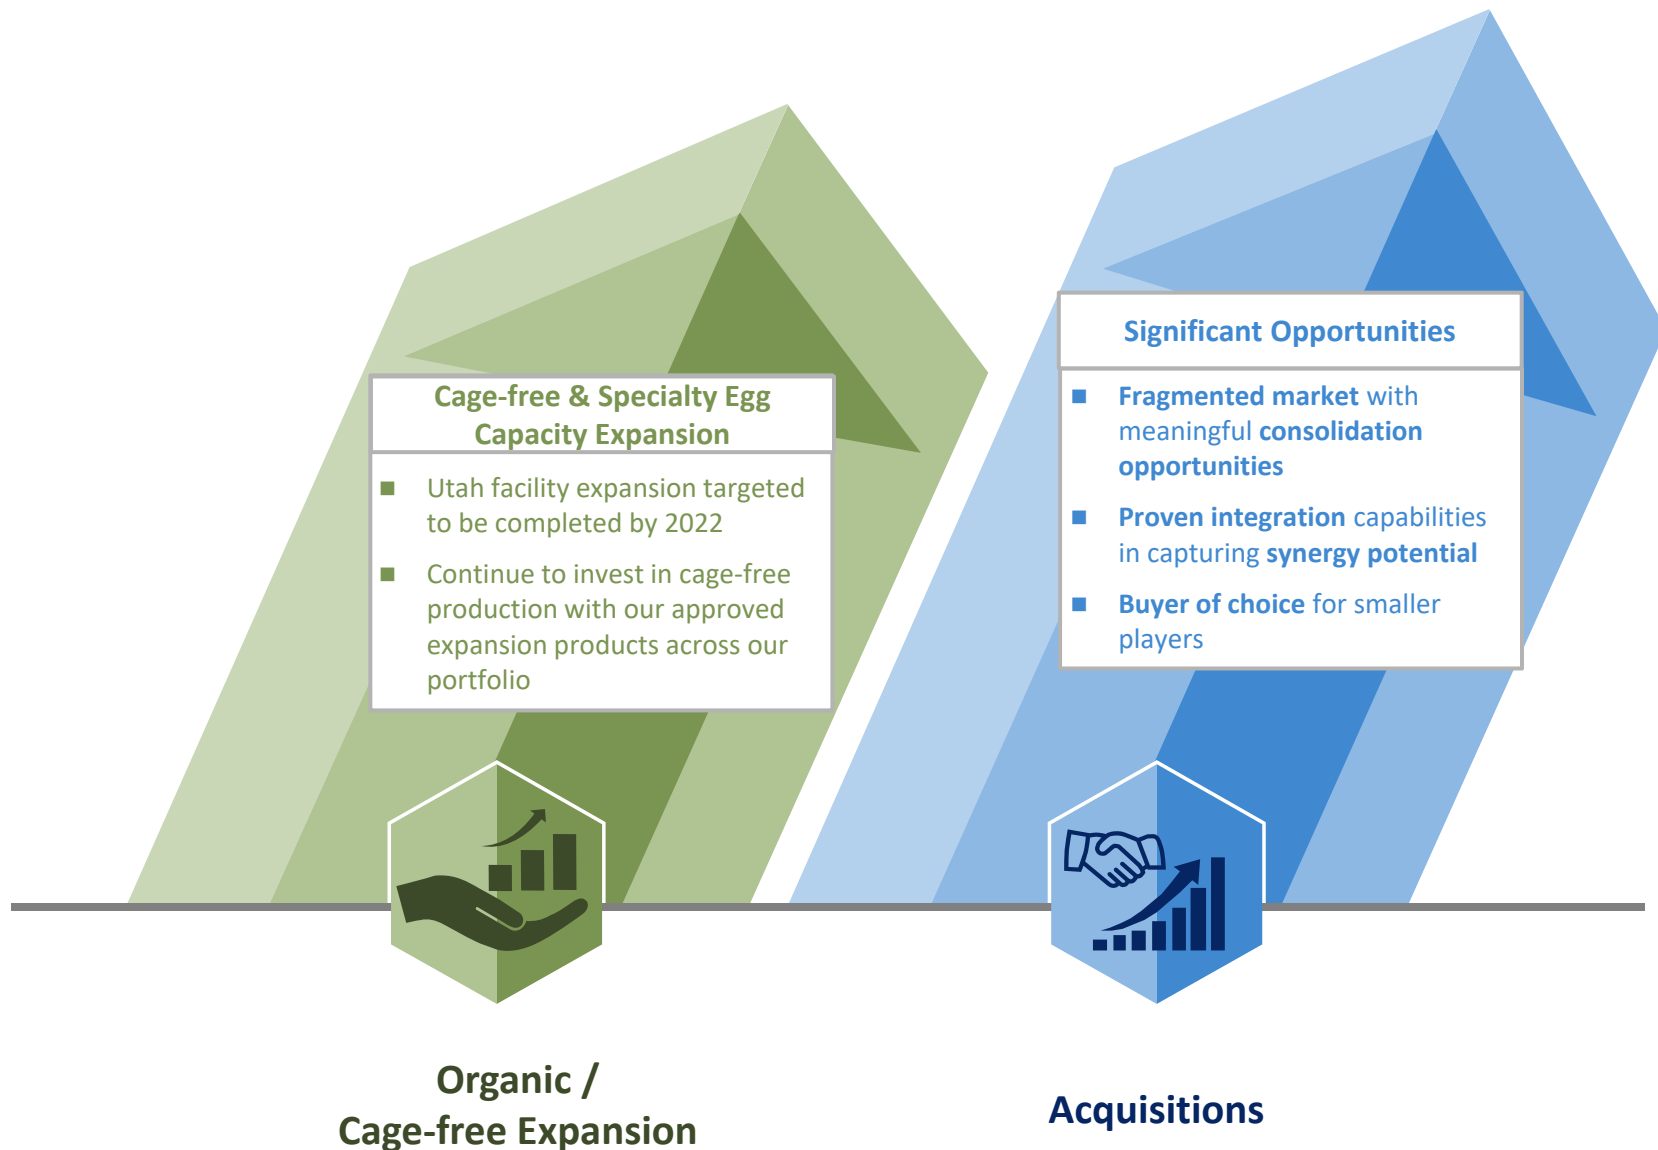 Cage-free & Specialty Egg
Capacity Expansion
■ Utah facility expansion targeted
to be completed by 2022
■ Continue to invest in cage-free
production with our approved
expansion products across our
portfolio
Significant Opportunities
■ Fragmented market with
meaningful consolidation
opportunities
■ Proven integration capabilities
in capturing synergy potential
■ Buyer of choice for smaller
players
Organic /
Cage-free Expansion
Acquisitions